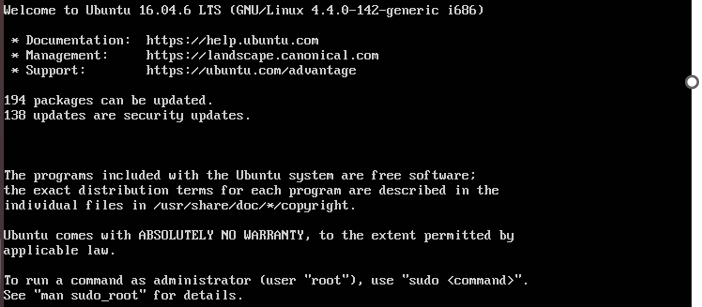 Welcome to Ubuntu 16.04.6 LTS (GNU/Linux 4.4.0-142-generic i686)
* Documentation: https://help.ubuntu.com
* Management: https://landscape.canonical.com
* Support: https://ubuntu.com/advantage
194 packages can be updated.
138 updates are security updates.
The programs included with the Ubuntu system are free software;
the exact distribution terms for each program are described in the
individual files in /usr/share/doc/*/copyright.
Ubuntu comes with ABSOLUTELY NO WARRANTY, to the extent permitted by
applicable law.
To run a command as administrator (user "root"), use "sudo <command>".
See "man sudo_root" for details.